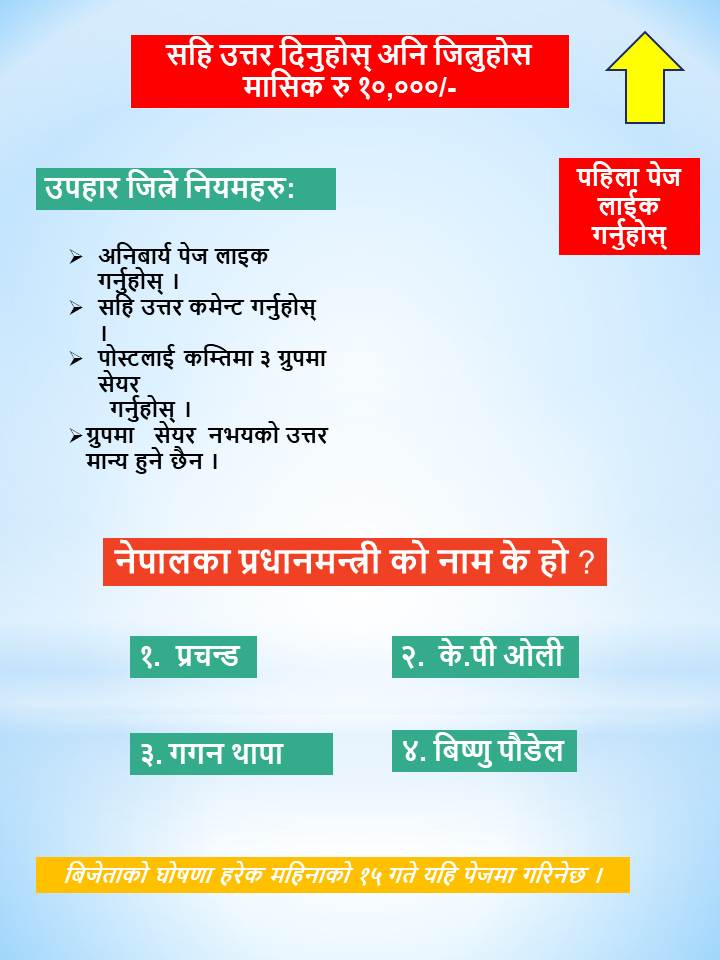 सहि उत्तर दिनुहोस् अनि जित्नुहोस
मासिक रु १०,०००/-
उपहार जित्ने नियमहरु:
पहिला पेज
लाईक
गर्नुहोस्
➢ अनिबार्य पेज लाइक
गर्नुहोस् ।
➢ सहि उत्तर कमेन्ट गर्नुहोस्
।
➢ पोस्टलाई कम्तिमा ३ ग्रुपमा
सेयर
गर्नुहोस् ।
➢ ग्रुपमा सेयर नभयको उत्तर
मान्य हुने छैन ।
नेपालका प्रधानमन्त्री को नाम के हो ?
१. प्रचन्ड
२. के.पी ओली
३. गगन थापा
४. बिष्णु पौडेल
बिजेताको घोषणा हरेक महिनाको १५ गते यहि पेजमा गरिनेछ ।